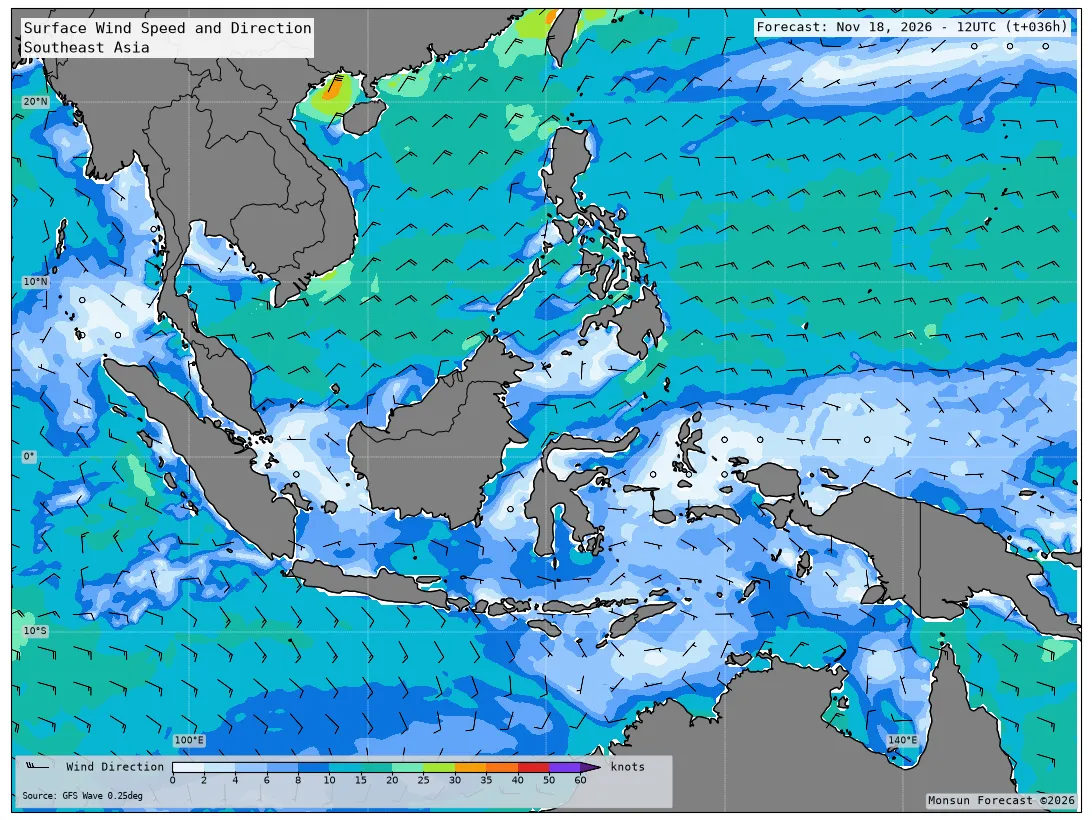 Surface Wind Speed and Direction
Southeast Asia
Forecast: Nov 18, 2026 - 12UTC (t+036h)
20°N
10°N
0°
10°S
100°E
140°E
Wind Direction
0 2 4 6 8 10 15 20 25 30 35 40 50 60
knots
Source: GFS Wave 0.25deg
Monsun Forecast ©2026